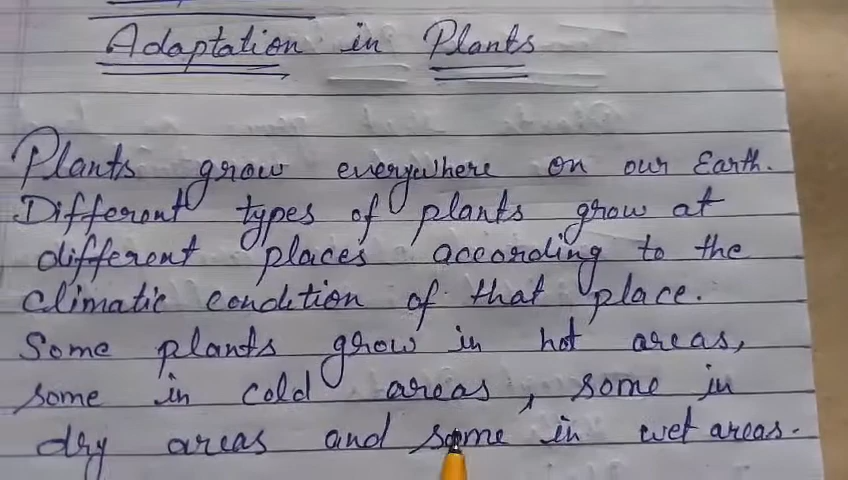 Adaptation in Plants
Plants grow everywhere on our Earth.
Different types of plants grow at
different places according to the
climatic condition of that place.
Some plants grow in hot areas,
some in cold areas, some in
dry areas and some in wet areas.